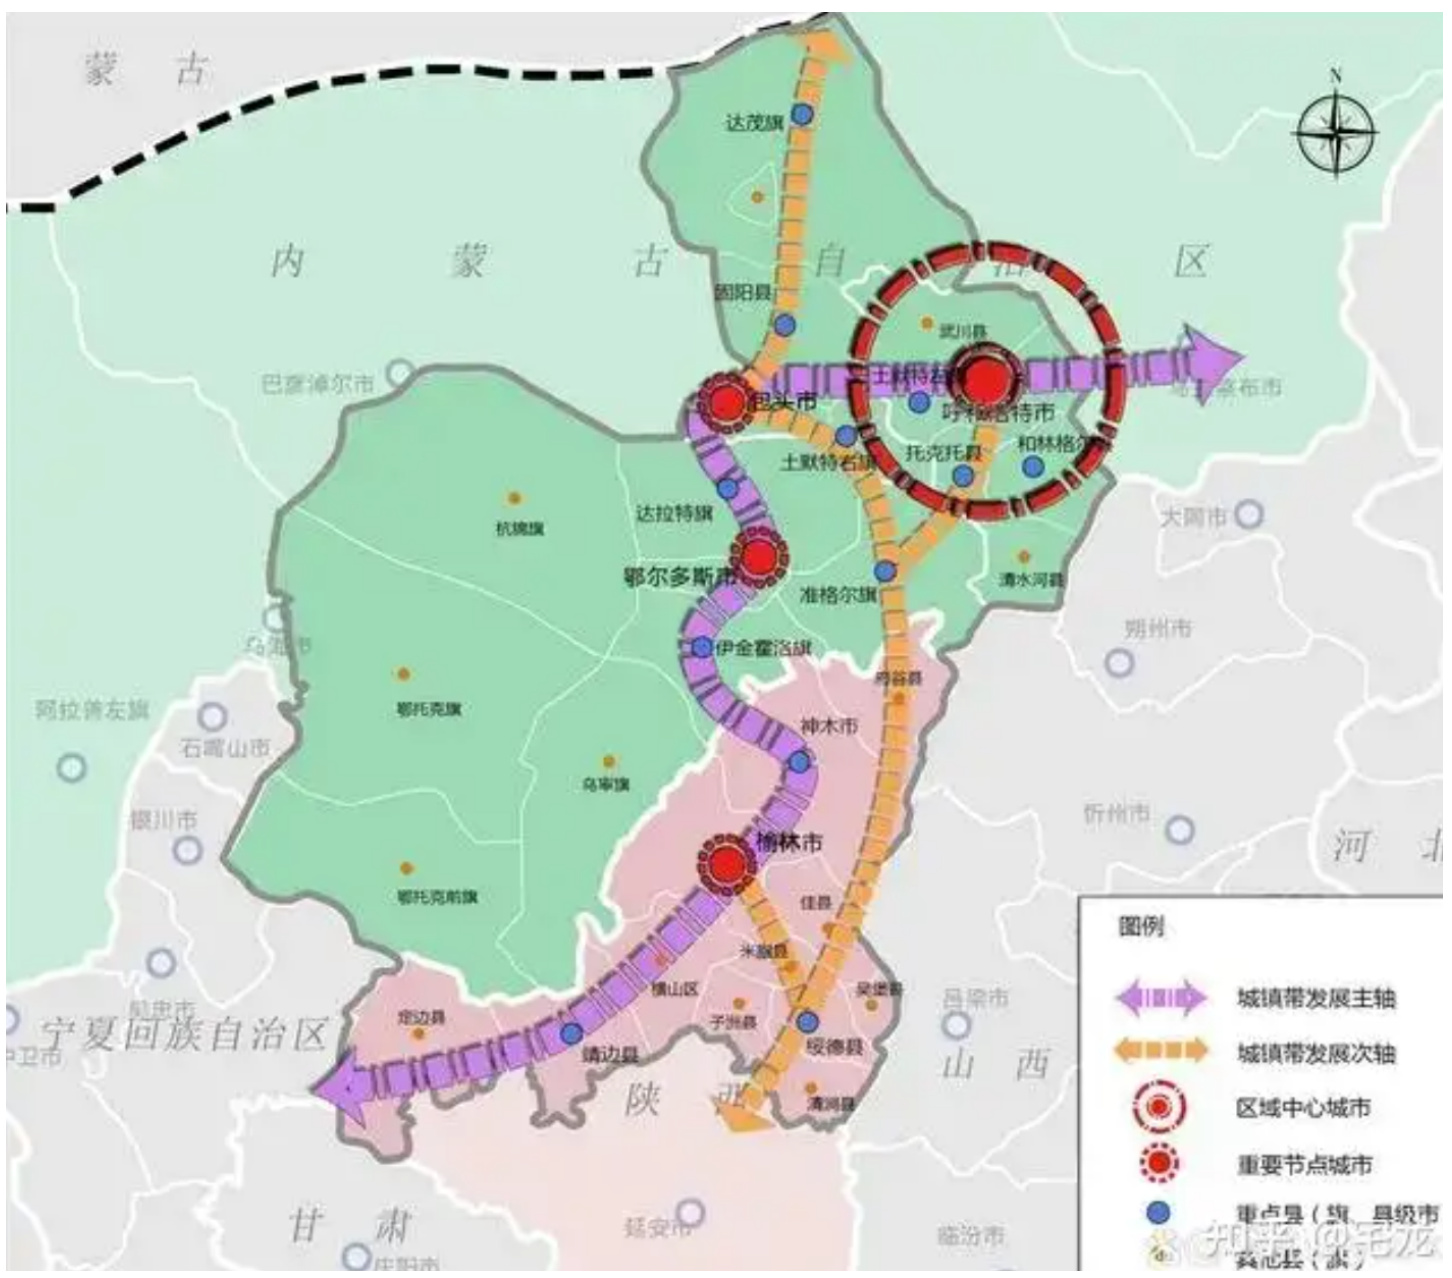 蒙 古
N
达茂旗
内 蒙 古 自 治 区
固阳县
武川县
巴彦淖尔市
包头市
土默特左
呼和浩特市
乌兰察布市
土默特右旗
托克托县
和林格尔县
杭锦旗
达拉特旗
大同市
鄂尔多斯市
准格尔旗
清水河县
乌海市
伊金霍洛旗
朔州市
府谷县
鄂托克旗
阿拉善左旗
石嘴山市
神木市
乌审旗
银川市
榆林市
忻州市
河 北
鄂托克前旗
佳县
米脂县
图例
横山区
吴堡县
吕梁市
城镇带发展主轴
吴忠市
定边县
子洲县
宁夏回族自治区
绥德县
中卫市
靖边县
城镇带发展次轴
山 西
陕 西
清涧县
区域中心城市
重要节点城市
甘 肃
延安市
重点县（旗、县级市
临汾市
知乎 @宅龙
庆阳市
其他县（旗）